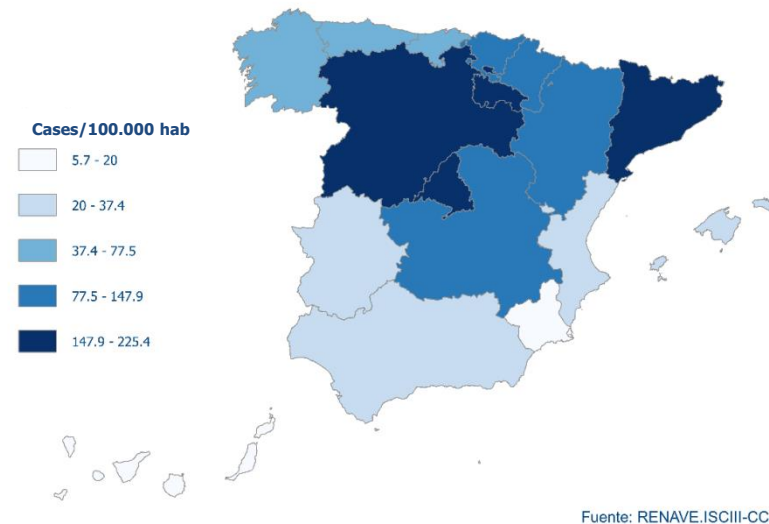 Cases/100.000 hab
5.7 - 20
20 - 37.4
37.4 - 77.5
77.5 - 147.9
147.9 - 225.4
Fuente: RENAVE.ISCIII-CC